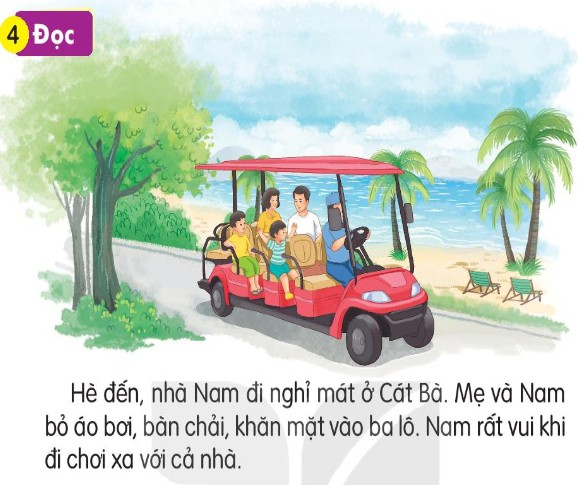 4 Đọc
Hè đến, nhà Nam đi nghỉ mát ở Cát Bà. Mẹ và Nam
bỏ áo bơi, bàn chải, khăn mặt vào ba lô. Nam rất vui khi
đi chơi xa với cả nhà.